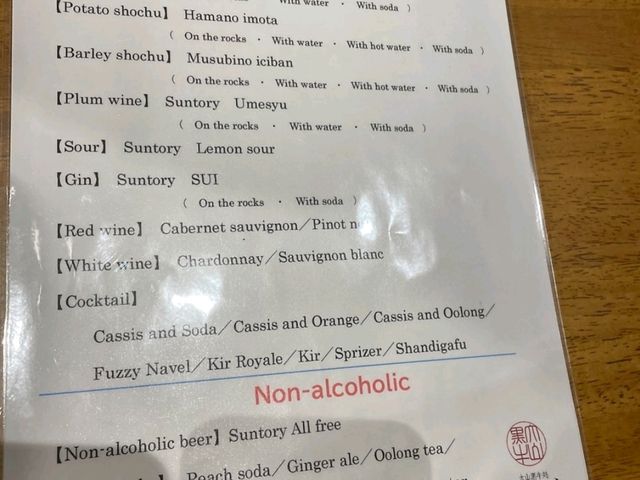 With water ・ With soda )
【Potato shochu】 Hamano imota
( On the rocks ・ With water ・ With hot water ・ With soda )
【Barley shochu】 Musubino iciban
( On the rocks ・ With water ・ With hot water ・ With soda )
【Plum wine】 Suntory Umesyu
( On the rocks ・ With water ・ With soda )
【Sour】 Suntory Lemon sour
【Gin】 Suntory SUI
( On the rocks ・ With soda )
【Red wine】 Cabernet sauvignon/Pinot n
【White wine】 Chardonnay/Sauvignon blanc
【Cocktail】
Cassis and Soda/Cassis and Orange/Cassis and Oolong/
Fuzzy Navel/Kir Royale/Kir/Sprizer/Shandigafu
Non-alcoholic
【Non-alcoholic beer】 Suntory All free
Peach soda/Ginger ale/Oolong tea/